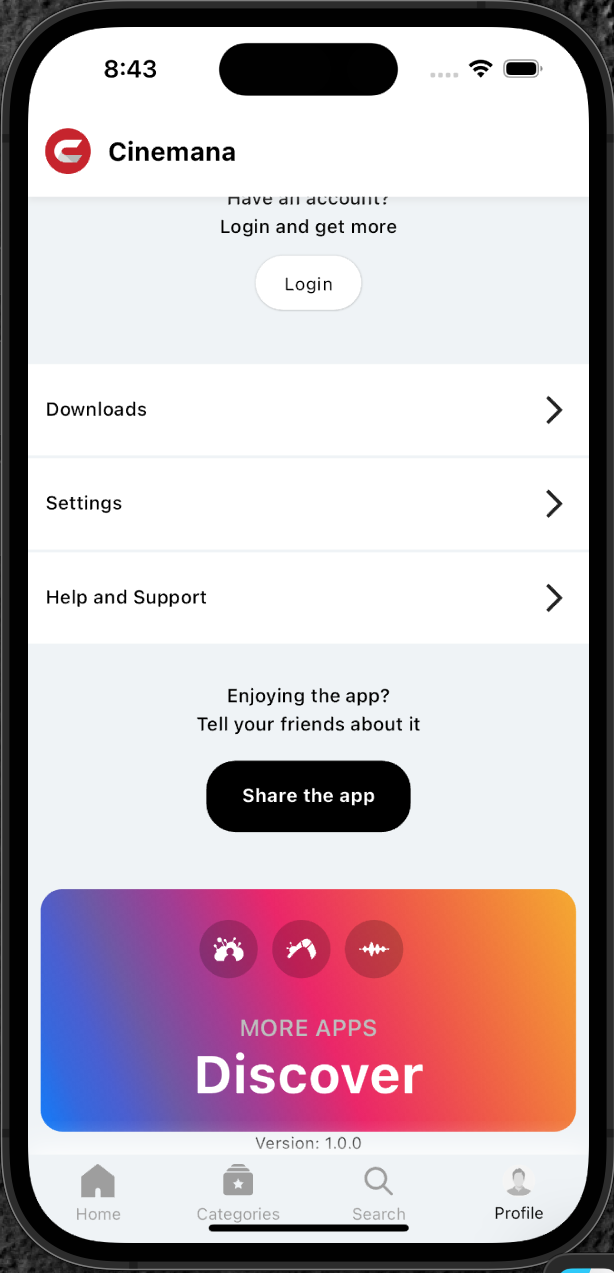 8:43
Cinemana
Have an account?
Login and get more
Login
Downloads
Settings
Help and Support
Enjoying the app?
Tell your friends about it
Share the app
MORE APPS
Discover
Version: 1.0.0
Home
Categories
Search
Profile